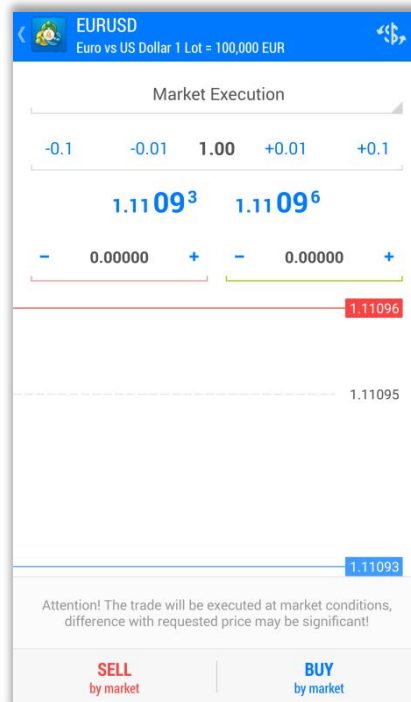 EURUSD
Euro vs US Dollar 1 Lot = 100,000 EUR
Market Execution
-0.1 -0.01 1.00 +0.01 +0.1
1.11093 1.11096
- 0.00000 + - 0.00000 +
1.11096
1.11095
1.11093
Attention! The trade will be executed at market conditions,
difference with requested price may be significant!
SELL BUY
by market by market